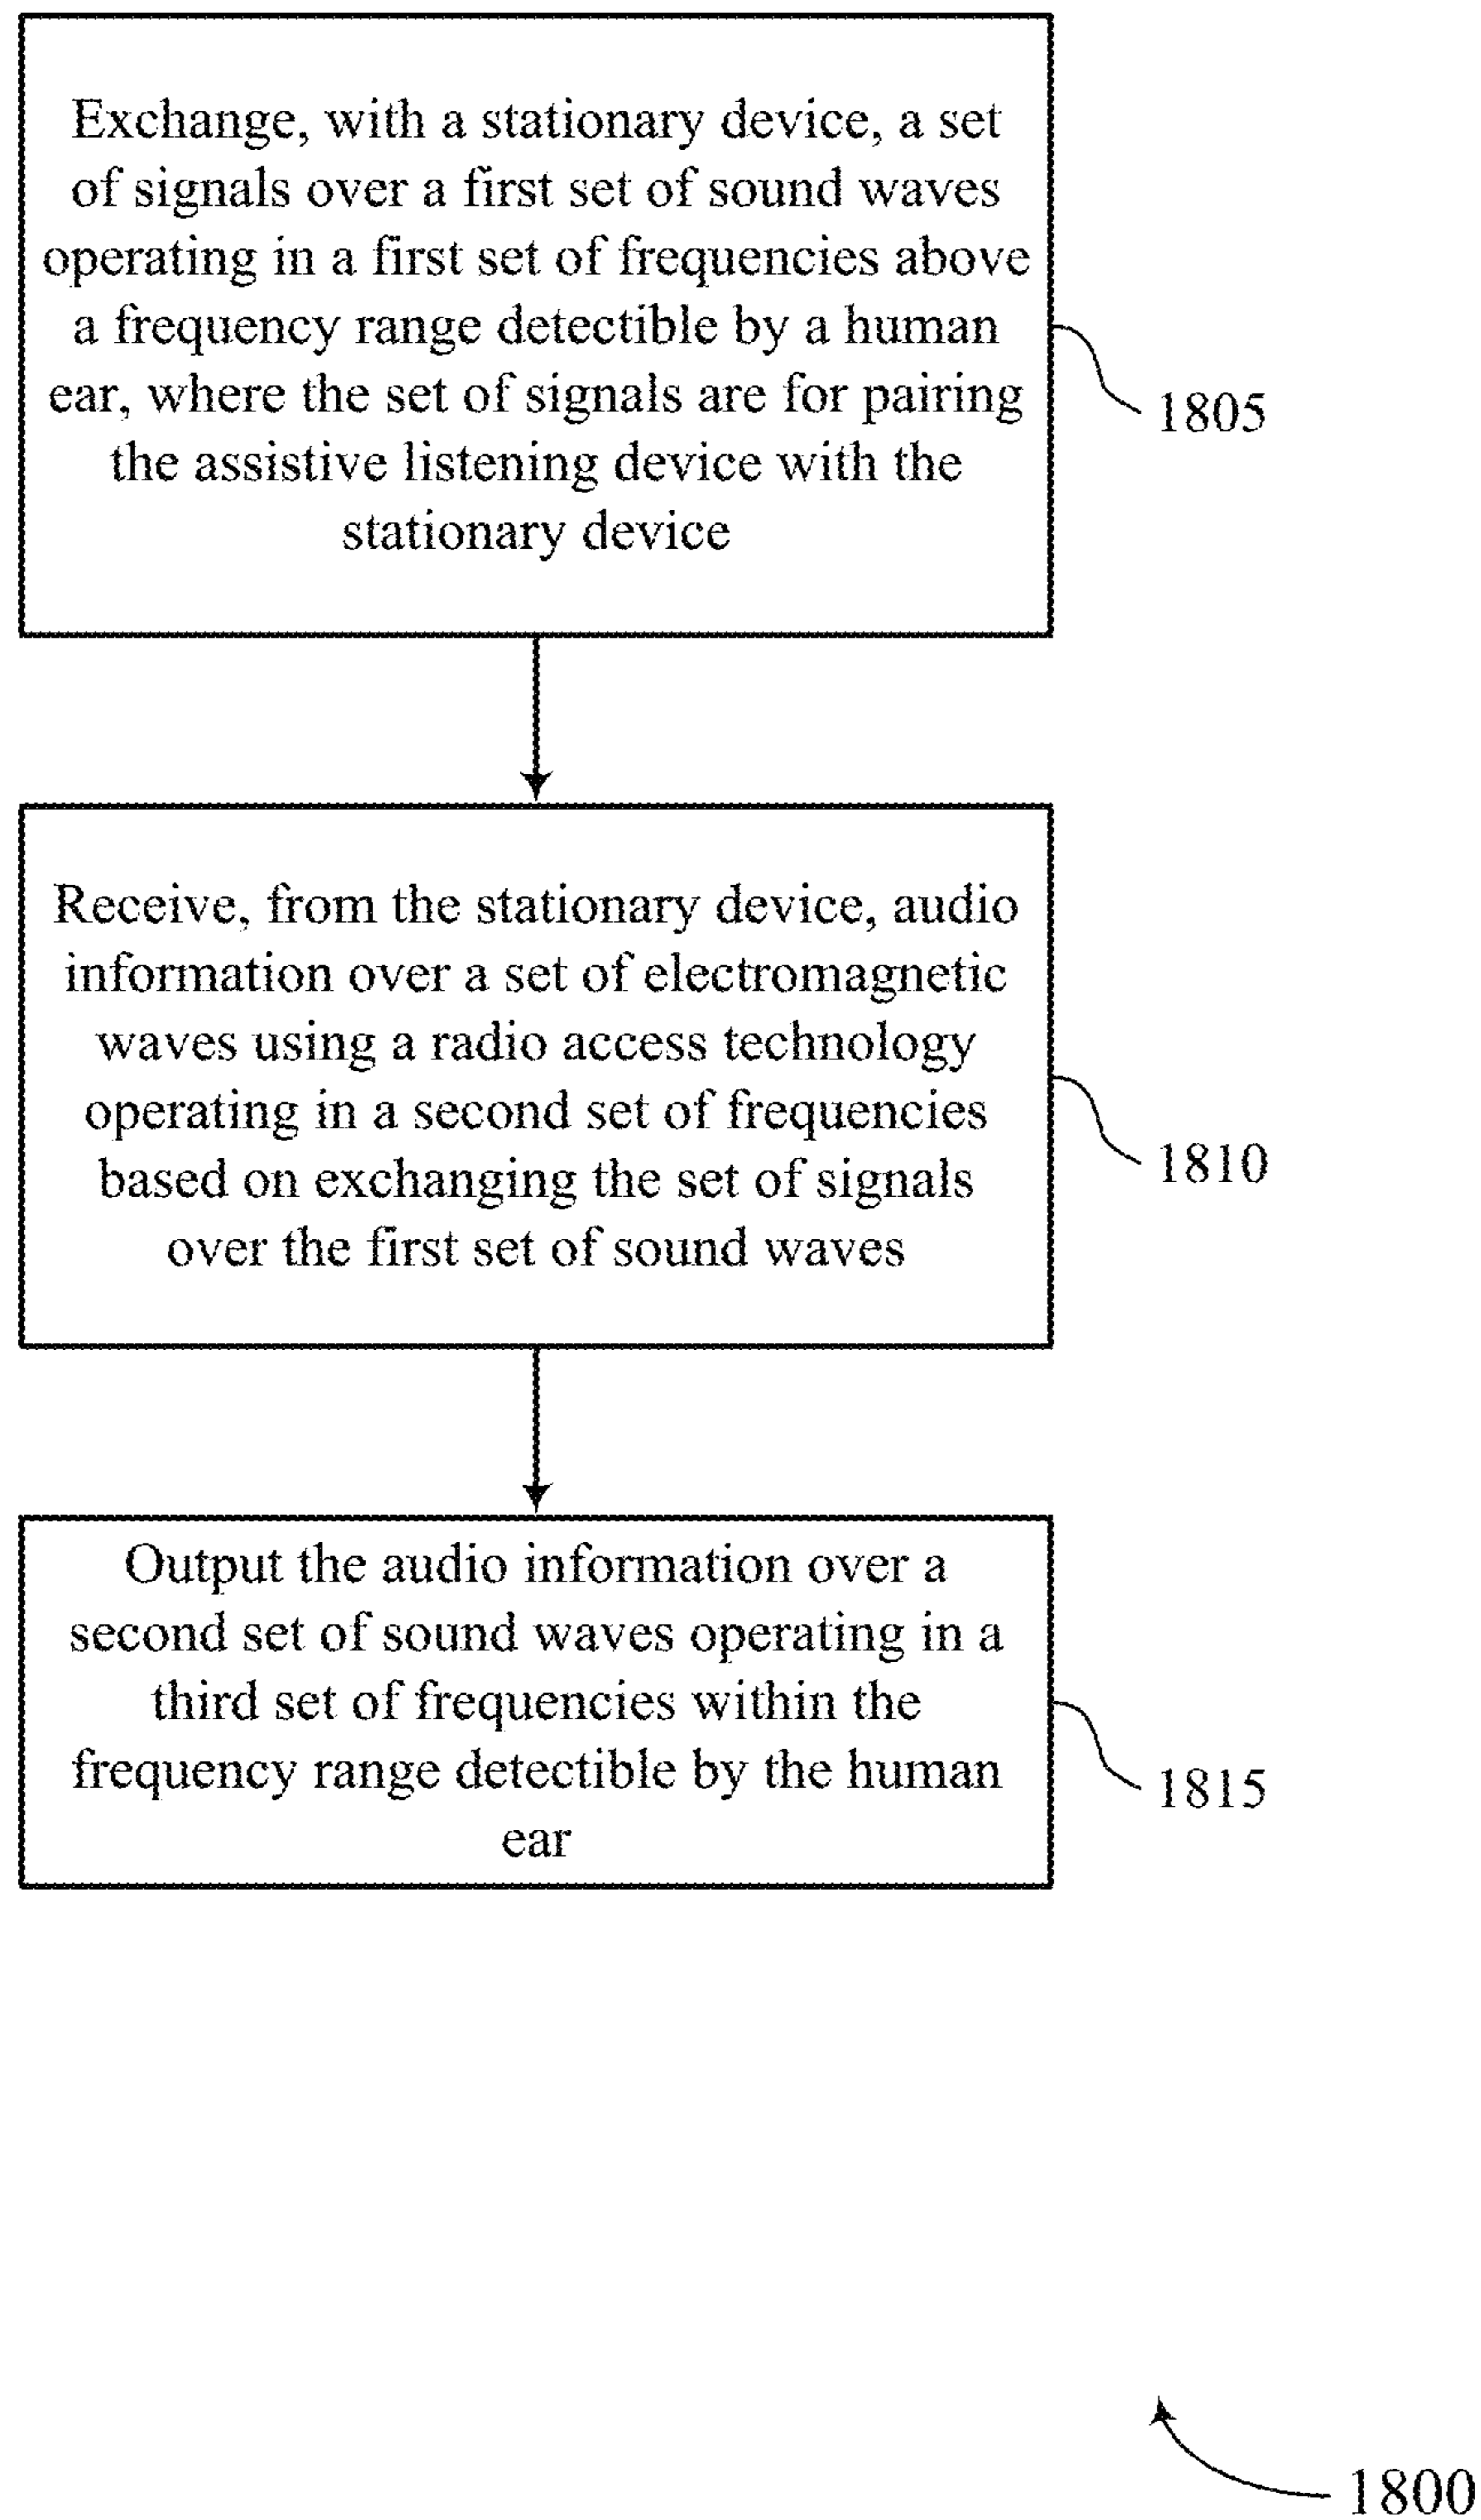 Exchange, with a stationary device, a set
of signals over a first set of sound waves
operating in a first set of frequencies above
a frequency range detectible by a human
ear, where the set of signals are for pairing
the assistive listening device with the
stationary device
1805
Receive, from the stationary device, audio
information over a set of electromagnetic
waves using a radio access technology
operating in a second set of frequencies
based on exchanging the set of signals
over the first set of sound waves
1810
Output the audio information over a
second set of sound waves operating in a
third set of frequencies within the
frequency range detectible by the human
ear
1815
1800